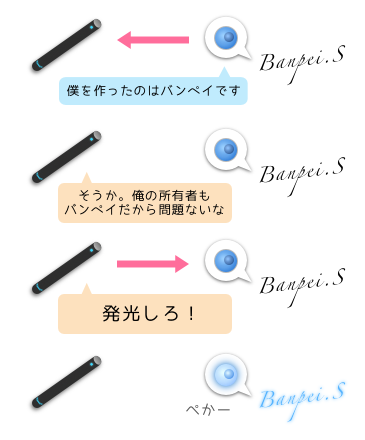 Banpei.S
僕を作ったのはバンペイです
Banpei.S
そうか。俺の所有者も
バンペイだから問題ないな
Banpei.S
発光しろ！
Banpei.S
ぺかー